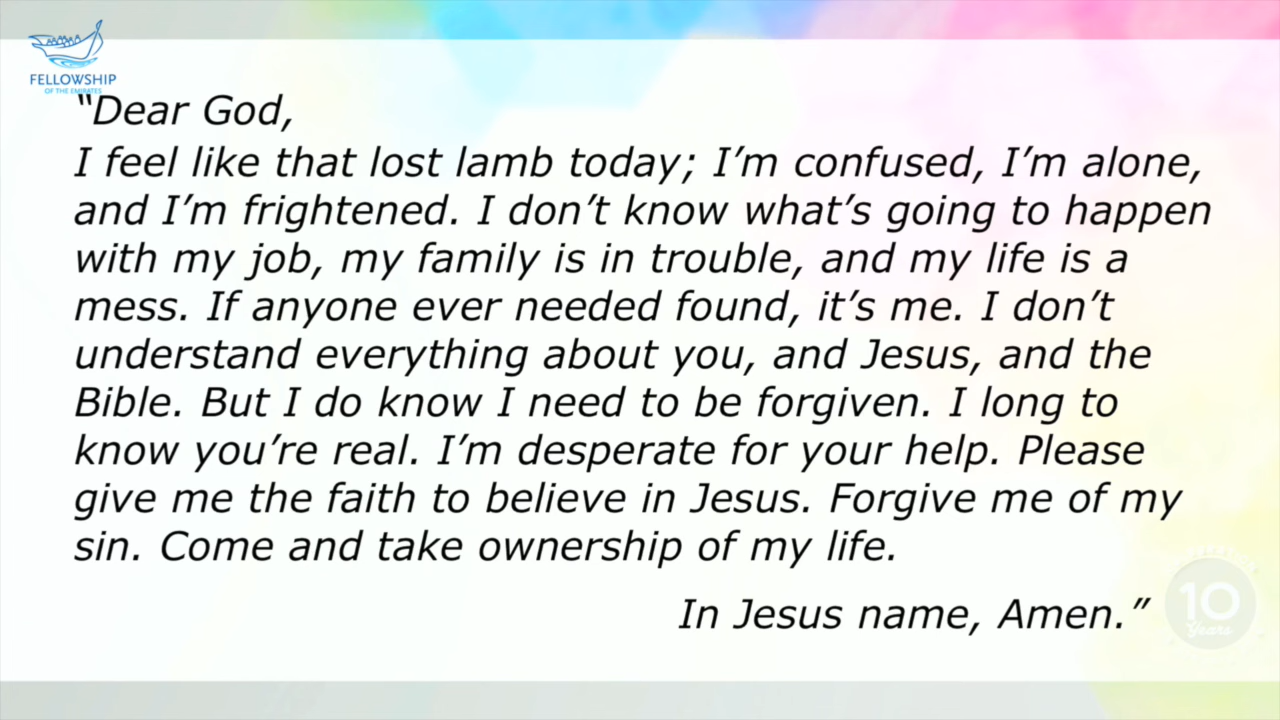 FELLOWSHIP
OF THE EMIRATES
“Dear God,
I feel like that lost lamb today; I’m confused, I’m alone,
and I’m frightened. I don’t know what’s going to happen
with my job, my family is in trouble, and my life is a
mess. If anyone ever needed found, it’s me. I don’t
understand everything about you, and Jesus, and the
Bible. But I do know I need to be forgiven. I long to
know you’re real. I’m desperate for your help. Please
give me the faith to believe in Jesus. Forgive me of my
sin. Come and take ownership of my life.
In Jesus name, Amen.”
10
Years